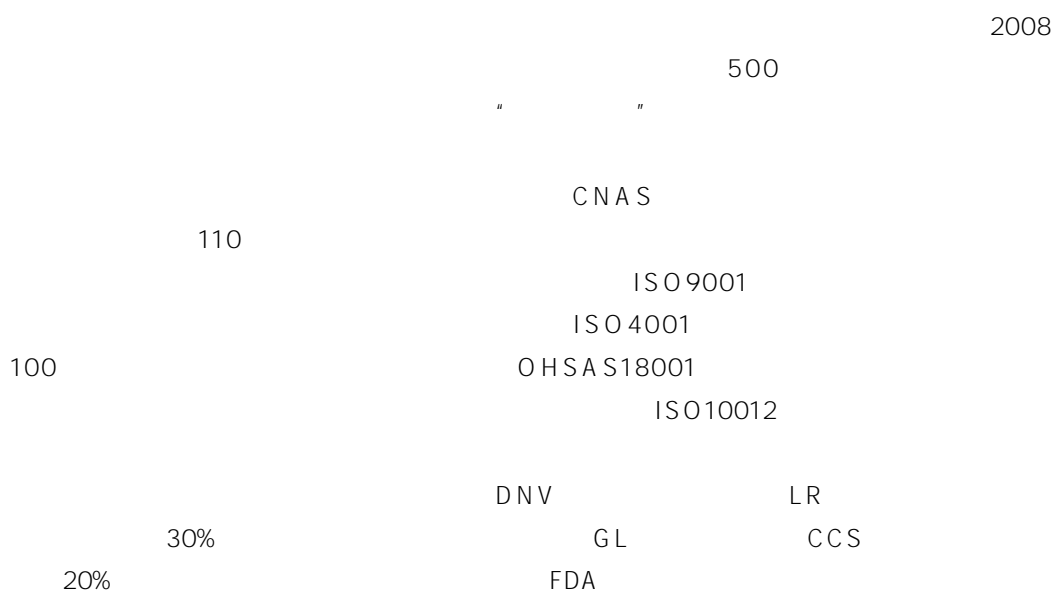 2008
500
“ ”
CNAS
110
ISO9001
ISO4001
100 OHSAS18001
ISO10012
DNV LR
30% GL CCS
20% FDA